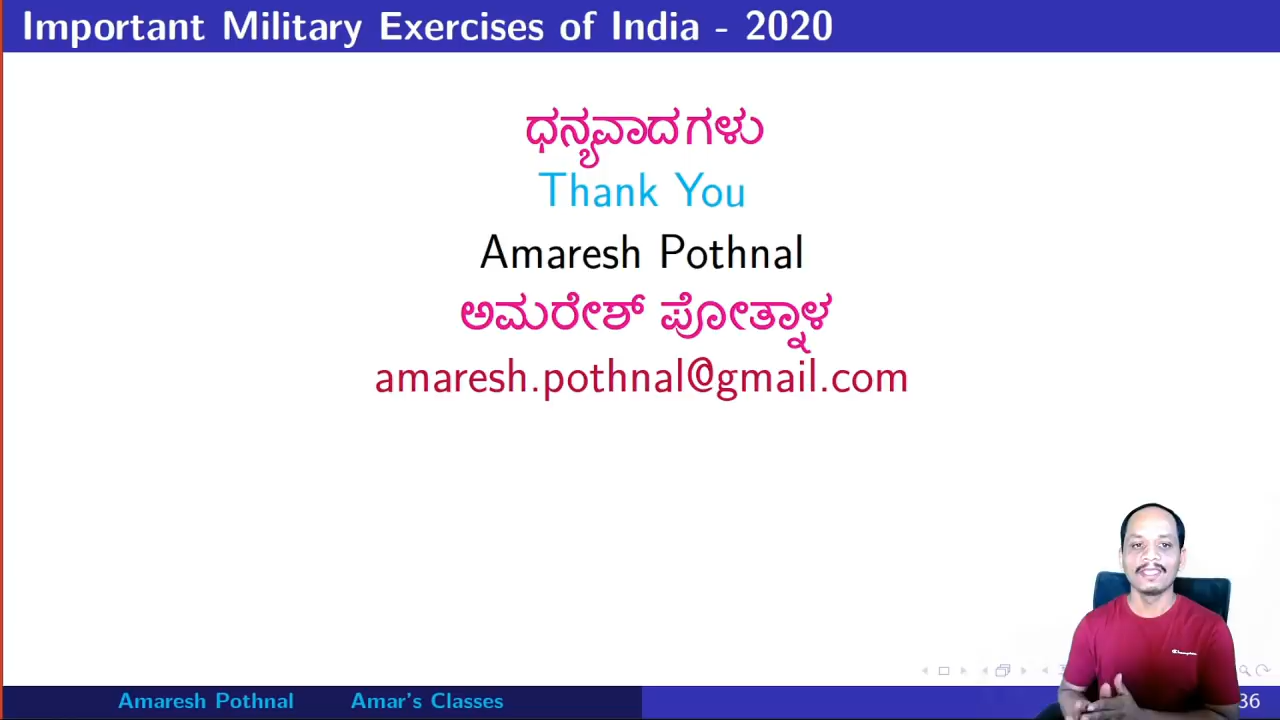 Important Military Exercises of India - 2020
ಧನ್ಯವಾದಗಳು
Thank You
Amaresh Pothnal
ಅಮರೇಶ್ ಪೋತ್ನಾಳ
amaresh.pothnal@gmail.com
Champion
Amaresh Pothnal Amar's Classes 36